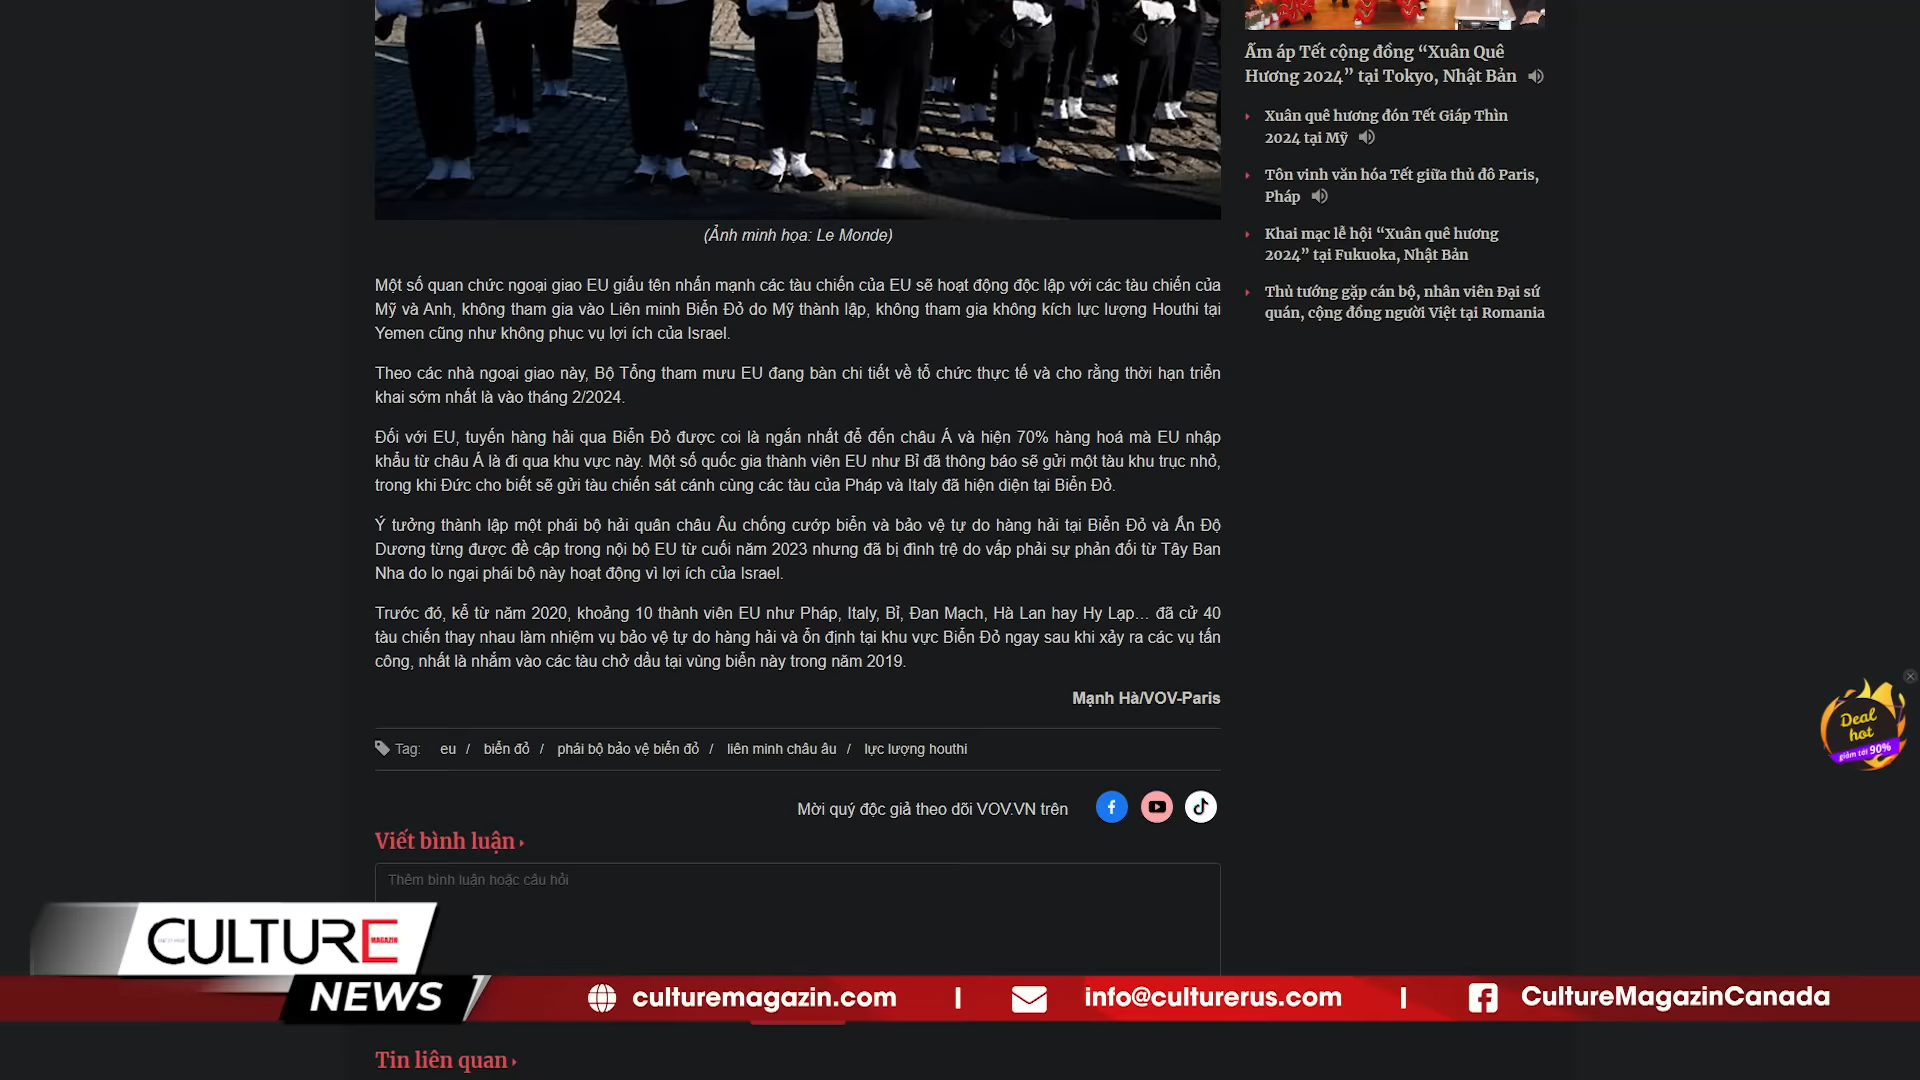 (Ảnh minh họa: Le Monde)
Một số quan chức ngoại giao EU giấu tên nhấn mạnh các tàu chiến của EU sẽ hoạt động độc lập với các tàu chiến của
Mỹ và Anh, không tham gia vào Liên minh Biển Đỏ do Mỹ thành lập, không tham gia không kích lực lượng Houthi tại
Yemen cũng như không phục vụ lợi ích của Israel.
Theo các nhà ngoại giao này, Bộ Tổng tham mưu EU đang bàn chi tiết về tổ chức thực tế và cho rằng thời hạn triển
khai sớm nhất là vào tháng 2/2024.
Đối với EU, tuyến hàng hải qua Biển Đỏ được coi là ngắn nhất để đến châu Á và hiện 70% hàng hoá mà EU nhập
khẩu từ châu Á là đi qua khu vực này. Một số quốc gia thành viên EU như Bỉ đã thông báo sẽ gửi một tàu khu trục nhỏ,
trong khi Đức cho biết sẽ gửi tàu chiến sát cánh cùng các tàu của Pháp và Italy đã hiện diện tại Biển Đỏ.
Ý tưởng thành lập một phái bộ hải quân châu Âu chống cướp biển và bảo vệ tự do hàng hải tại Biển Đỏ và Ấn Độ
Dương từng được đề cập trong nội bộ EU từ cuối năm 2023 nhưng đã bị đình trệ do vấp phải sự phản đối từ Tây Ban
Nha do lo ngại phái bộ này hoạt động vì lợi ích của Israel.
Trước đó, kể từ năm 2020, khoảng 10 thành viên EU như Pháp, Italy, Bỉ, Đan Mạch, Hà Lan hay Hy Lạp… đã cử 40
tàu chiến thay nhau làm nhiệm vụ bảo vệ tự do hàng hải và ổn định tại khu vực Biển Đỏ ngay sau khi xảy ra các vụ tấn
công, nhất là nhắm vào các tàu chở dầu tại vùng biển này trong năm 2019.
Mạnh Hà/VOV-Paris
Tag: eu / biển đỏ / phái bộ bảo vệ biển đỏ / liên minh châu âu / lực lượng houthi
Mời quý độc giả theo dõi VOV.VN trên
Viết bình luận
Thêm bình luận hoặc câu hỏi
Tin liên quan
Ấm áp Tết cộng đồng “Xuân Quê
Hương 2024” tại Tokyo, Nhật Bản
Xuân quê hương đón Tết Giáp Thìn
2024 tại Mỹ
Tôn vinh văn hóa Tết giữa thủ đô Paris,
Pháp
Khai mạc lễ hội “Xuân quê hương
2024” tại Fukuoka, Nhật Bản
Thủ tướng gặp cán bộ, nhân viên Đại sứ
quán, cộng đồng người Việt tại Romania
Deal
hot
giảm tới 90%
CULTURE
MAGAZIN
NEWS
culturemagazin.com | info@culturerus.com | CultureMagazinCanada